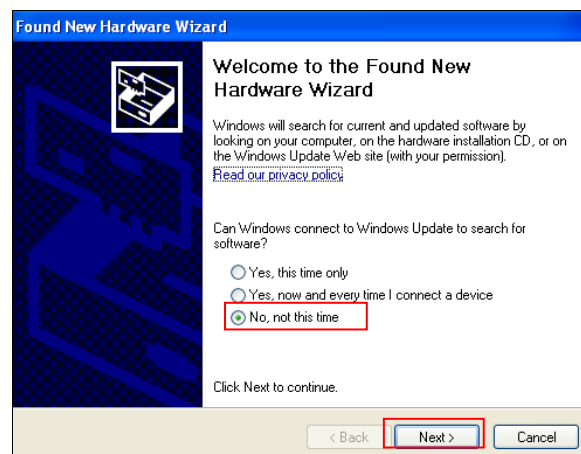 Found New Hardware Wizard
Welcome to the Found New
Hardware Wizard
Windows will search for current and updated software by
looking on your computer, on the hardware installation CD, or on
the Windows Update Web site (with your permission).
Read our privacy policy
Can Windows connect to Windows Update to search for
software?
Yes, this time only
Yes, now and every time I connect a device
No, not this time
Click Next to continue.
< Back Next > Cancel